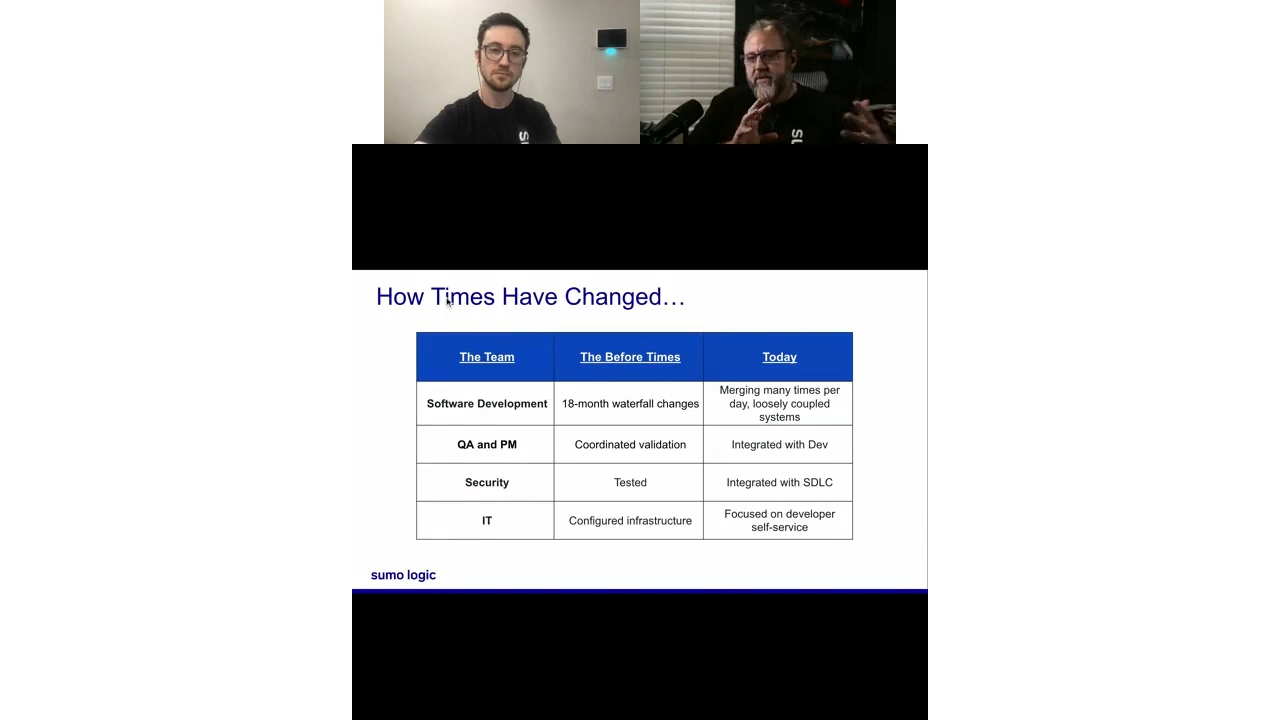 How Times Have Changed…
The Team
The Before Times
Today
Software Development
18-month waterfall changes
Merging many times per
day, loosely coupled
systems
QA and PM
Coordinated validation
Integrated with Dev
Security
Tested
Integrated with SDLC
IT
Configured infrastructure
Focused on developer
self-service
sumo logic